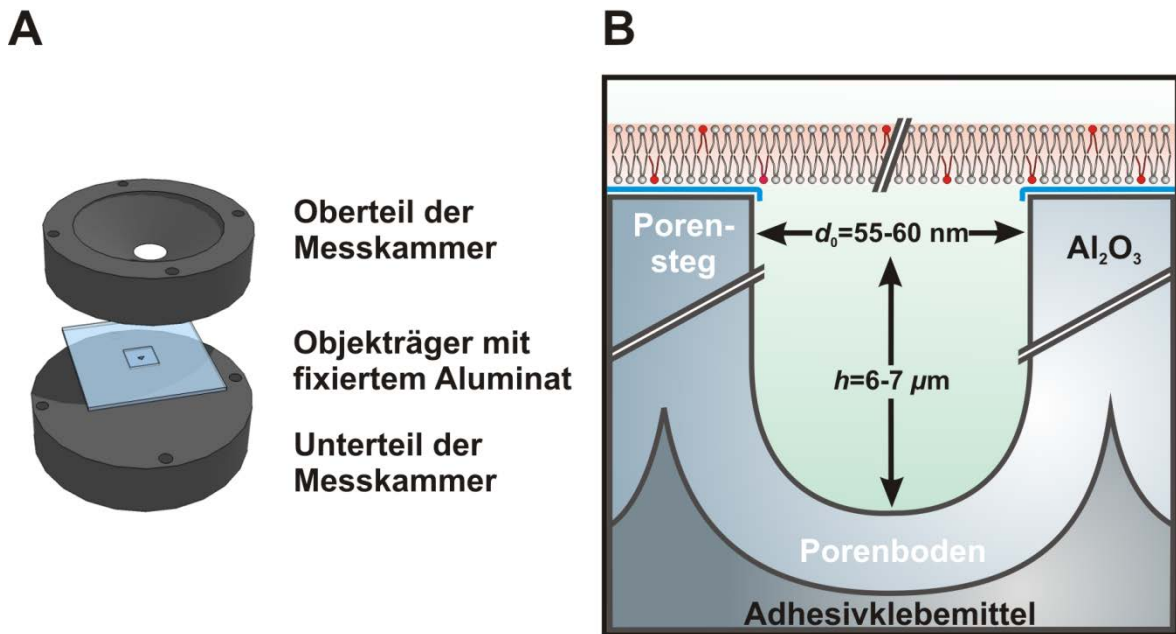 A
Oberteil der
Messkammer
Objekträger mit
fixiertem Aluminat
Unterteil der
Messkammer
B
Poren-
steg
d₀=55-60 nm
Al₂O₃
h=6-7 µm
Porenboden
Adhesivklebemittel